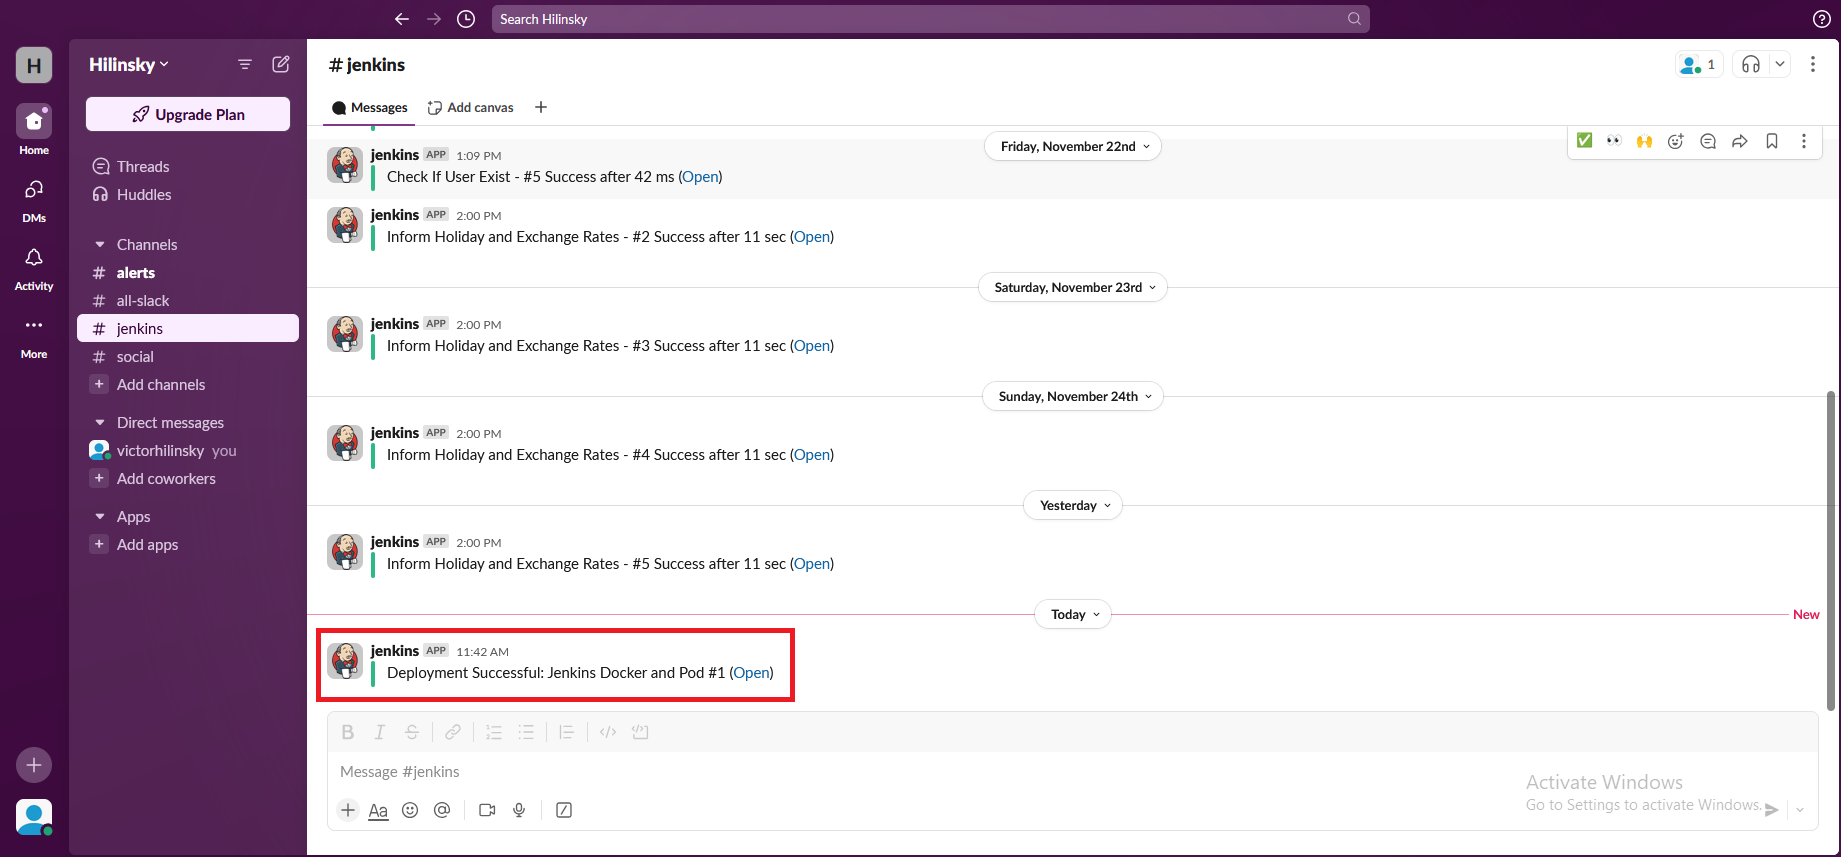 Search Hilinsky
H
Hilinsky
Upgrade Plan
Home
Threads
Huddles
DMs
Channels
# alerts
Activity
# all-slack
# jenkins
# social
More
+ Add channels
Direct messages
victorhilinsky you
+ Add coworkers
Apps
+ Add apps
# jenkins
1
Messages
Add canvas
+
Friday, November 22nd
jenkins APP 1:09 PM
Check If User Exist - #5 Success after 42 ms (Open)
jenkins APP 2:00 PM
Inform Holiday and Exchange Rates - #2 Success after 11 sec (Open)
Saturday, November 23rd
jenkins APP 2:00 PM
Inform Holiday and Exchange Rates - #3 Success after 11 sec (Open)
Sunday, November 24th
jenkins APP 2:00 PM
Inform Holiday and Exchange Rates - #4 Success after 11 sec (Open)
Yesterday
jenkins APP 2:00 PM
Inform Holiday and Exchange Rates - #5 Success after 11 sec (Open)
Today
New
jenkins APP 11:42 AM
Deployment Successful: Jenkins Docker and Pod #1 (Open)
B I S
Message #jenkins
Aa
Activate Windows
Go to Settings to activate Windows.